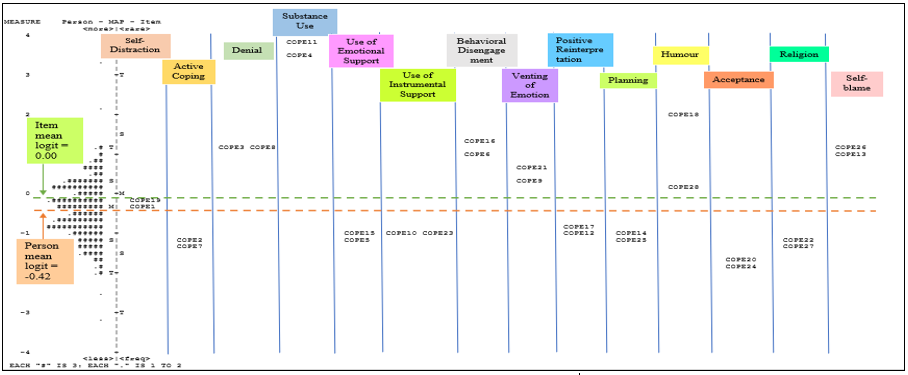 MEASURE Person - MAP - Item
<more>|<rare>
Self-
Distraction
Active
Coping
Denial
Substance
Use
Use of
Emotional
Support
Use of
Instrumental
Support
Behavioral
Disengage
ment
Venting
of
Emotion
Positive
Reinterpre
tation
Planning
Humour
Acceptance
Religion
Self-
blame
4
3
2
1
0
-1
-3
-4
T
S
T
S
M
M
S
S
T
T
Item
mean
logit =
0.00
Person
mean
logit =
-0.42
COPE19
COPE1
COPE2
COPE7
COPE3 COPE8
COPE11
COPE4
COPE15
COPE5
COPE10 COPE23
COPE16
COPE6
COPE21
COPE9
COPE17
COPE12
COPE14
COPE25
COPE18
COPE28
COPE20
COPE24
COPE22
COPE27
COPE26
COPE13
<less>|<freq>
EACH "#" IS 3: EACH "." IS 1 TO 2